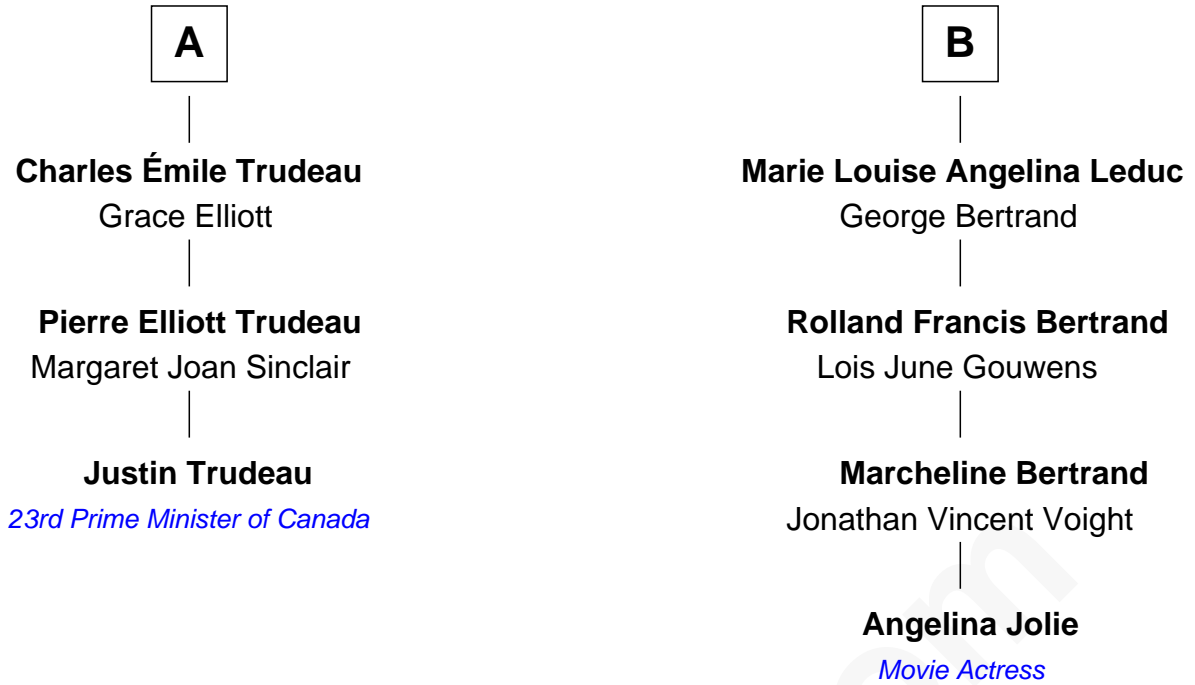 A
Charles Émile Trudeau
Grace Elliott
Pierre Elliott Trudeau
Margaret Joan Sinclair
Justin Trudeau
23rd Prime Minister of Canada
B
Marie Louise Angelina Leduc
George Bertrand
Rolland Francis Bertrand
Lois June Gouwens
Marcheline Bertrand
Jonathan Vincent Voight
Angelina Jolie
Movie Actress